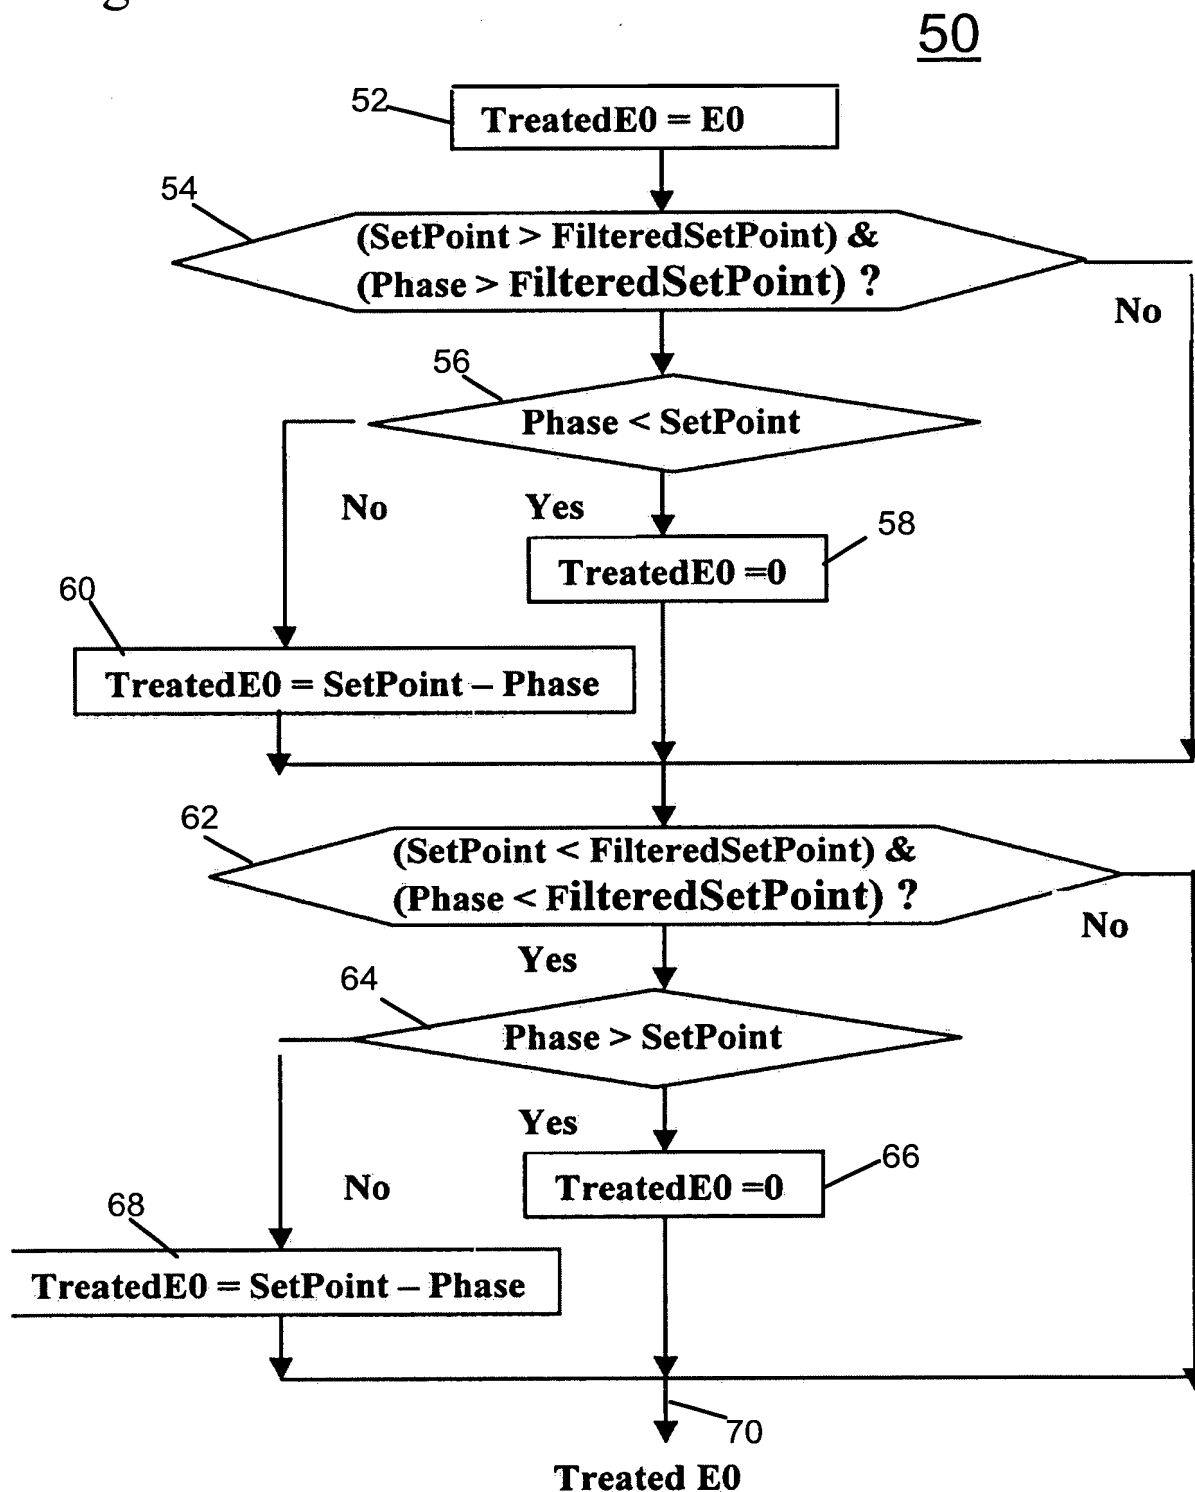 50
52
TreatedE0 = E0
54
(SetPoint > FilteredSetPoint) &
(Phase > FilteredSetPoint) ?
No
56
Phase < SetPoint
No
Yes
58
TreatedE0 =0
60
TreatedE0 = SetPoint – Phase
62
(SetPoint < FilteredSetPoint) &
(Phase < FilteredSetPoint) ?
No
Yes
64
Phase > SetPoint
Yes
66
TreatedE0 =0
No
68
TreatedE0 = SetPoint – Phase
70
Treated E0